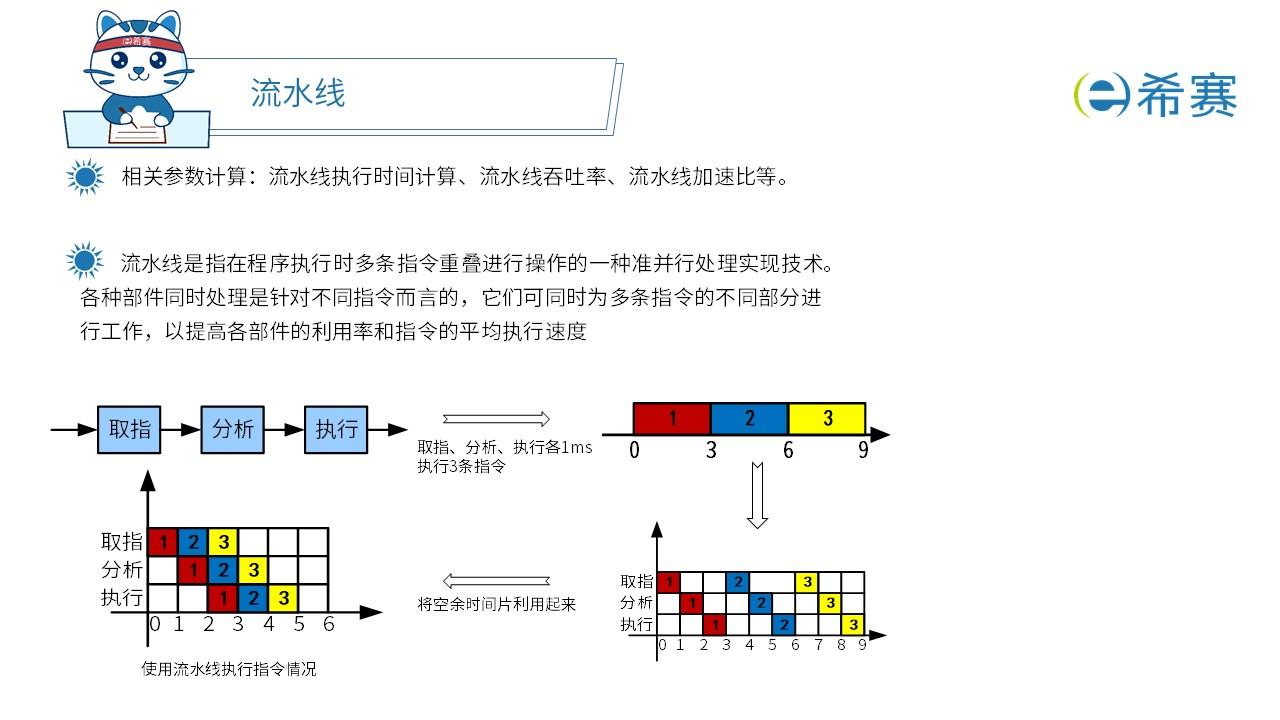 希赛
流水线
希赛
相关参数计算：流水线执行时间计算、流水线吞吐率、流水线加速比等。
流水线是指在程序执行时多条指令重叠进行操作的一种准并行处理实现技术。
各种部件同时处理是针对不同指令而言的，它们可同时为多条指令的不同部分进
行工作，以提高各部件的利用率和指令的平均执行速度
取指 分析 执行
取指、分析、执行各1ms
执行3条指令
1 2 3
0 3 6 9
取指 1 2 3
分析 1 2 3
执行 1 2 3
0 1 2 3 4 5 6
使用流水线执行指令情况
将空余时间片利用起来
取指 1 2 3
分析 1 2 3
执行 1 2 3
0 1 2 3 4 5 6 7 8 9